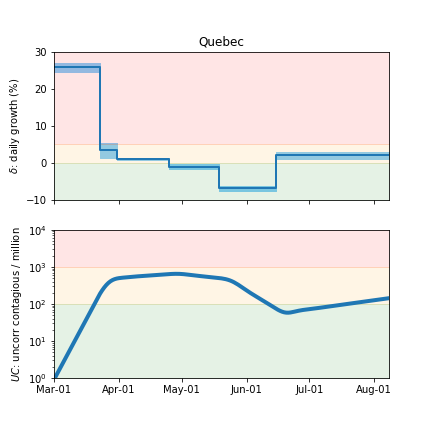 Quebec
δ: daily growth (%)
30
20
10
0
−10
UC: uncorr contagious / million
10⁴
10³
10²
10¹
10⁰
Mar-01 Apr-01 May-01 Jun-01 Jul-01 Aug-01